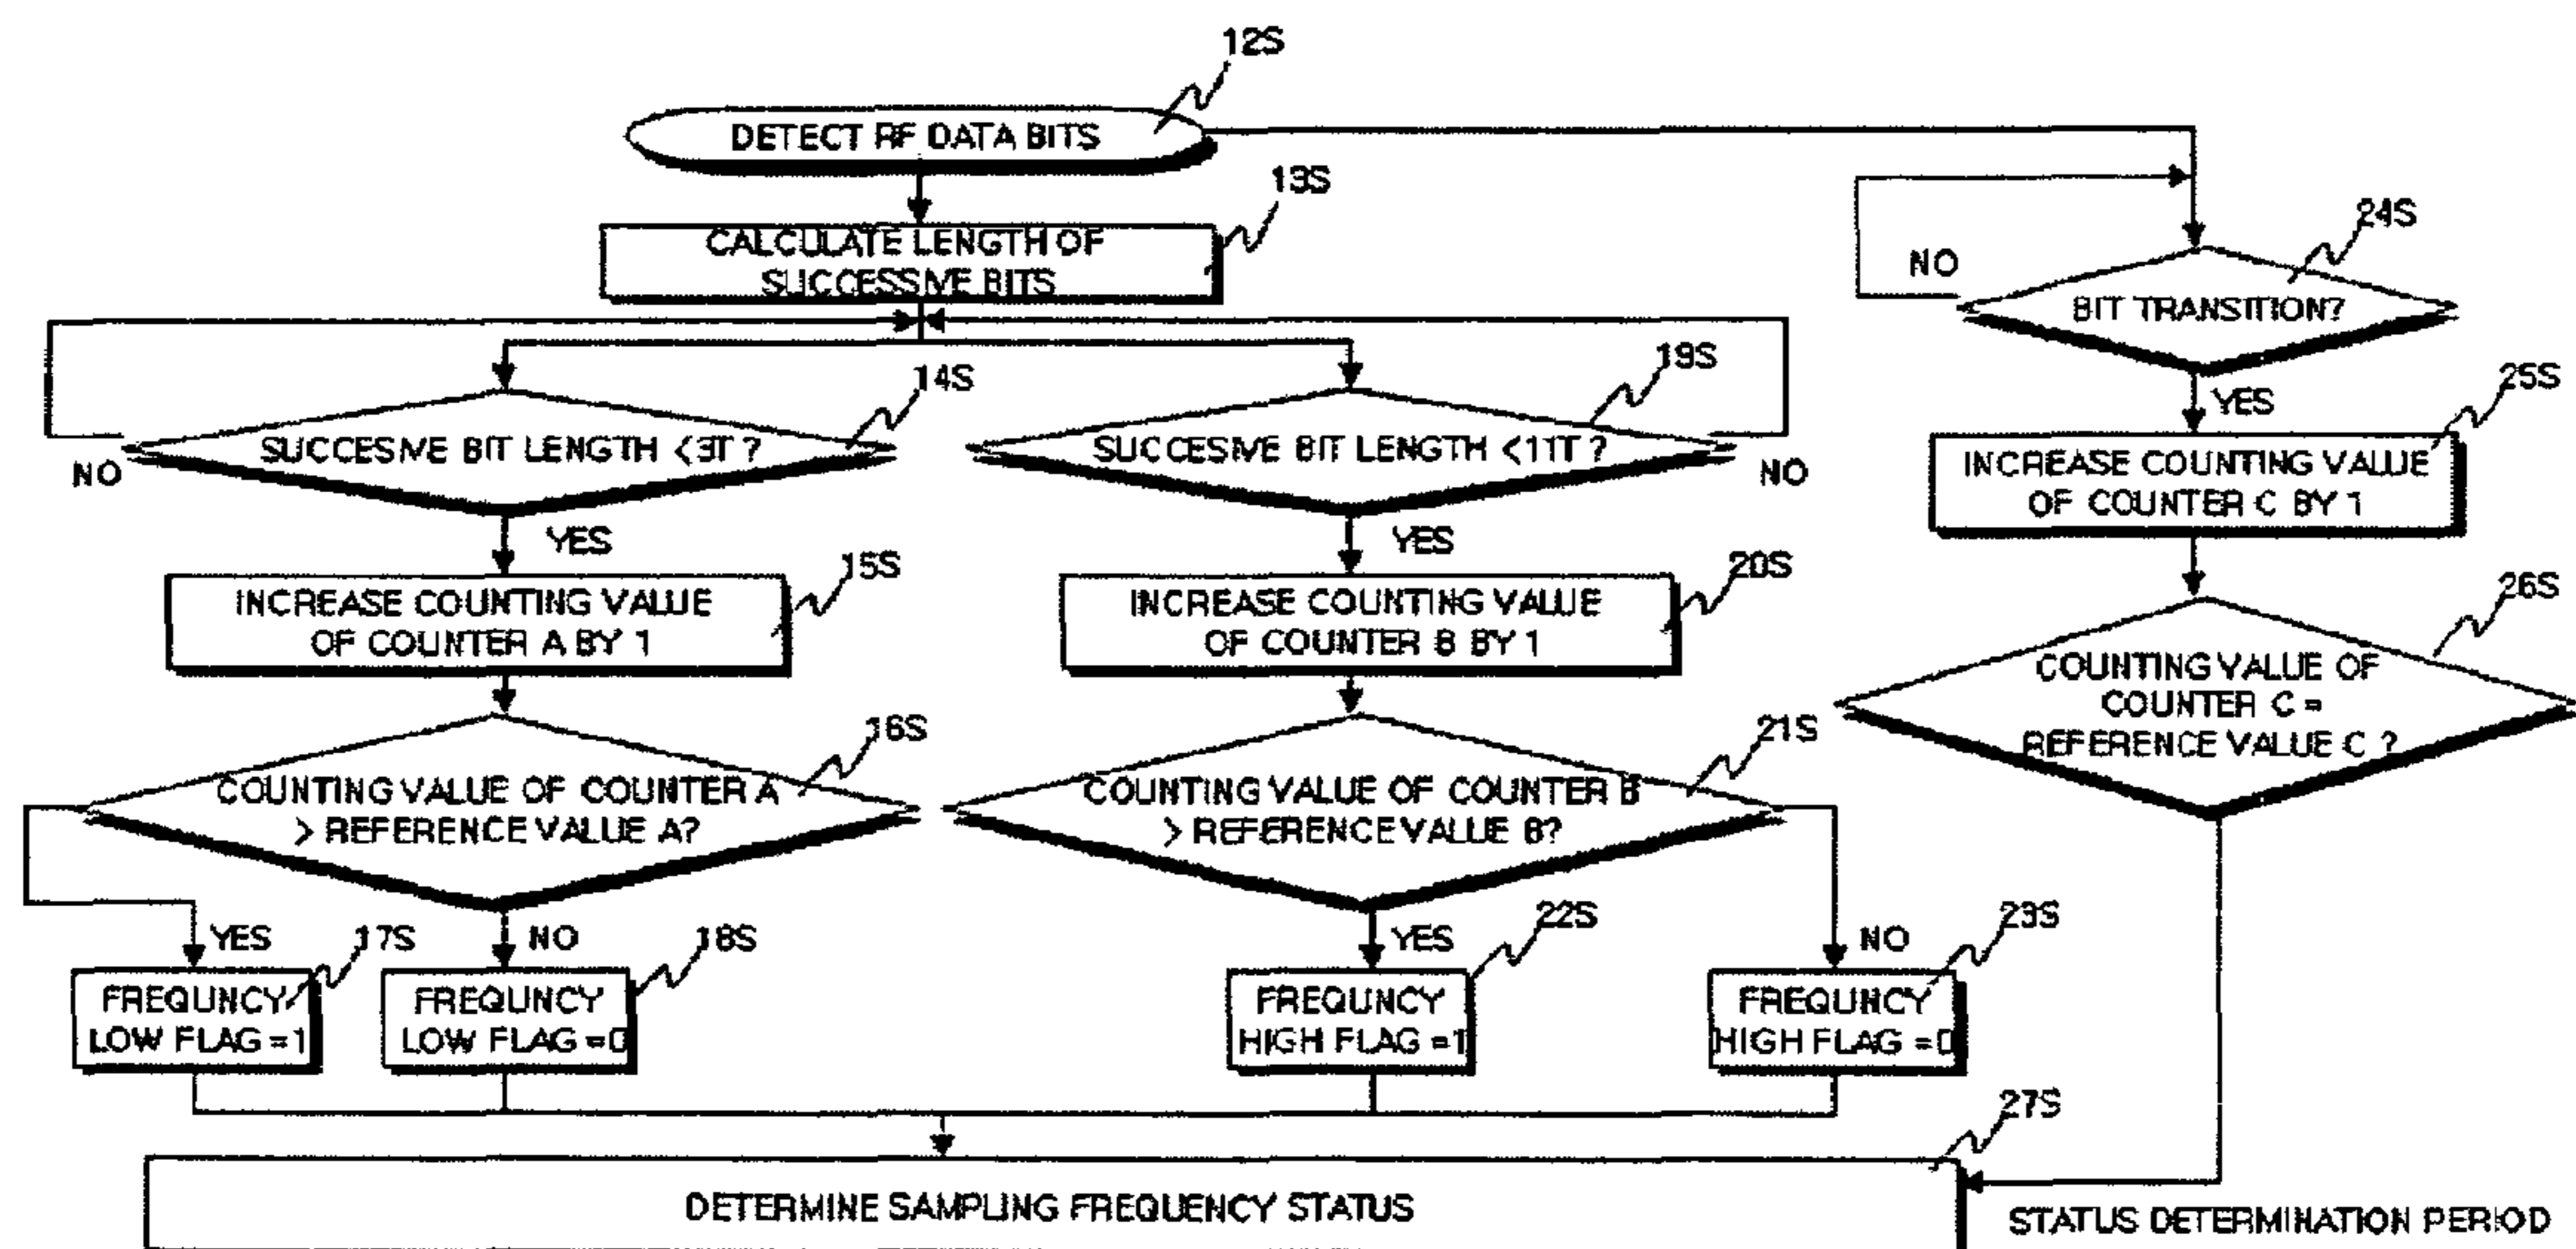 12S
DETECT RF DATA BITS
13S
CALCULATE LENGTH OF
SUCCESSIVE BITS
24S
NO
BIT TRANSITION?
YES
14S
SUCCESIVE BIT LENGTH <3T ?
NO
YES
19S
SUCCESIVE BIT LENGTH <11T ?
NO
YES
25S
INCREASE COUNTING VALUE
OF COUNTER C BY 1
15S
INCREASE COUNTING VALUE
OF COUNTER A BY 1
20S
INCREASE COUNTING VALUE
OF COUNTER B BY 1
26S
COUNTING VALUE OF
COUNTER C =
REFERENCE VALUE C ?
16S
COUNTING VALUE OF COUNTER A
> REFERENCE VALUE A?
21S
COUNTING VALUE OF COUNTER B
> REFERENCE VALUE B?
YES
17S
NO
18S
YES
22S
NO
23S
FREQUNCY
LOW FLAG =1
FREQUNCY
LOW FLAG =0
FREQUNCY
HIGH FLAG =1
FREQUNCY
HIGH FLAG =0
27S
DETERMINE SAMPLING FREQUENCY STATUS
STATUS DETERMINATION PERIOD